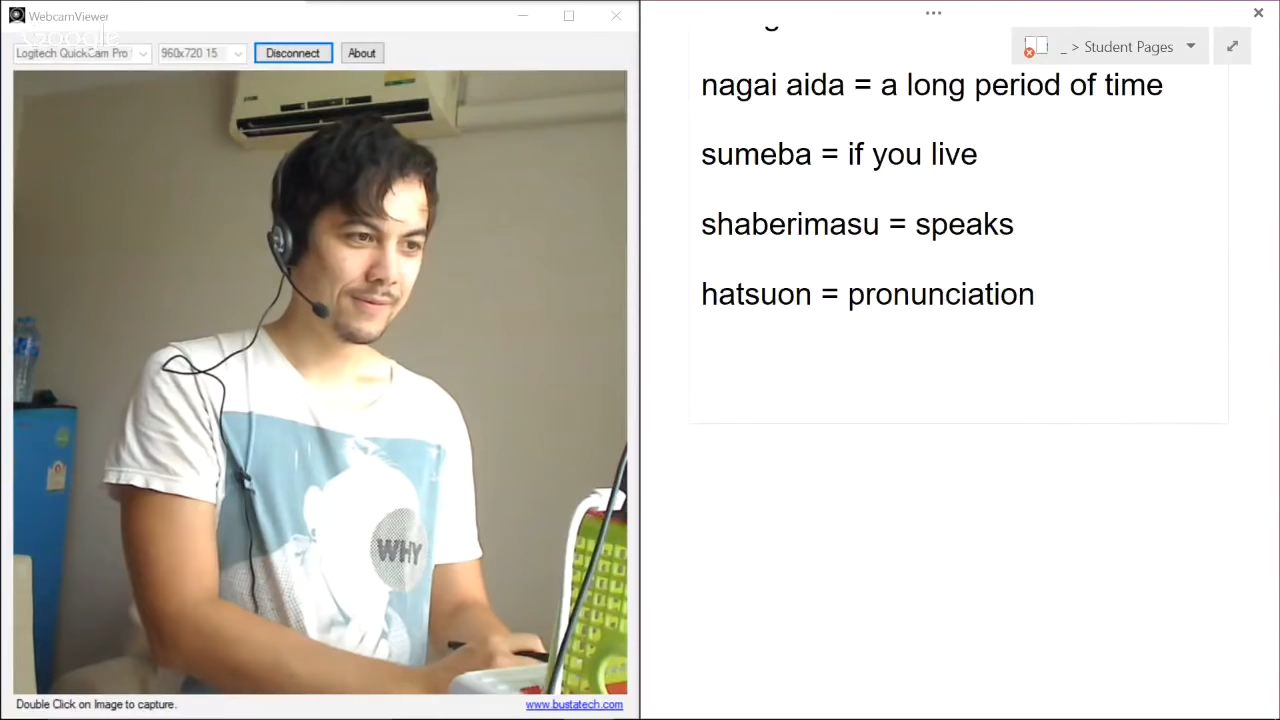 WebcamViewer
Google
Logitech QuickCam Pro
960x720 15
Disconnect
About
WHY
Double Click on Image to capture.
www.bustatech.com
_ > Student Pages
nagai aida = a long period of time
sumeba = if you live
shaberimasu = speaks
hatsuon = pronunciation